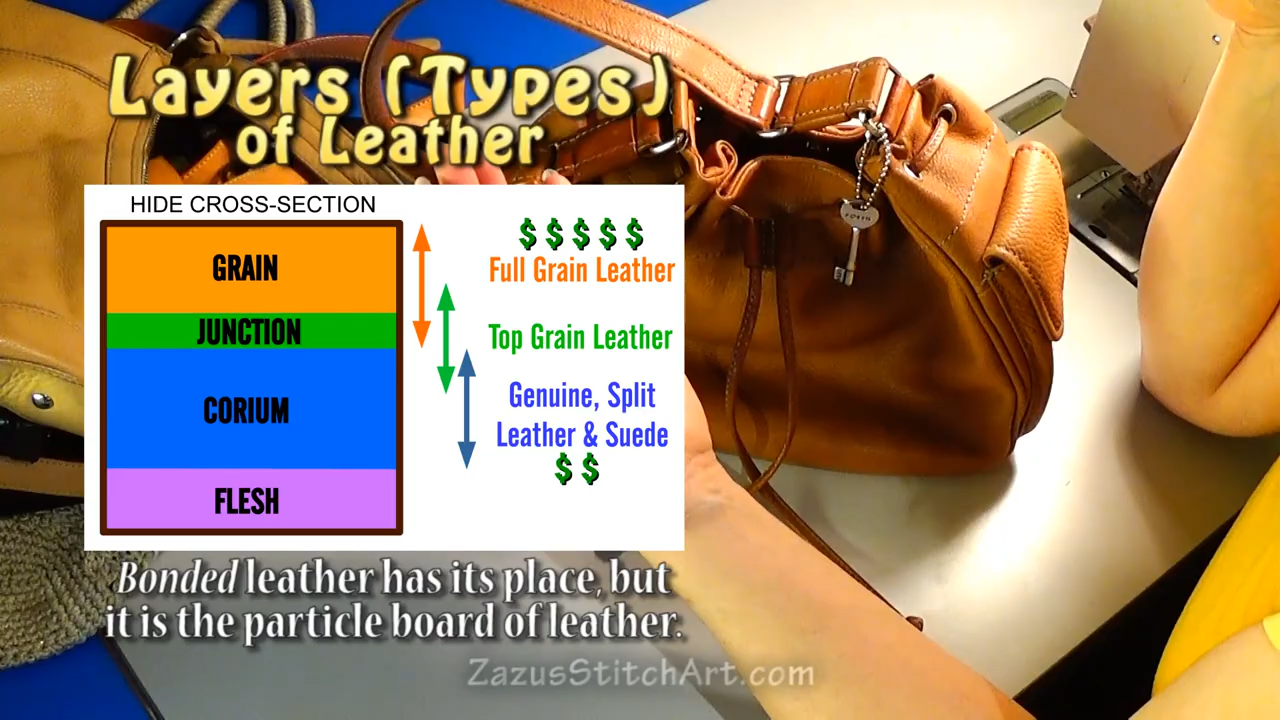 Layers (Types)
of Leather
HIDE CROSS-SECTION
GRAIN
JUNCTION
CORIUM
FLESH
$ $ $ $ $
Full Grain Leather
Top Grain Leather
Genuine, Split
Leather & Suede
$ $
Bonded leather has its place, but
it is the particle board of leather.
ZazusStitchArt.com
FOSSIL